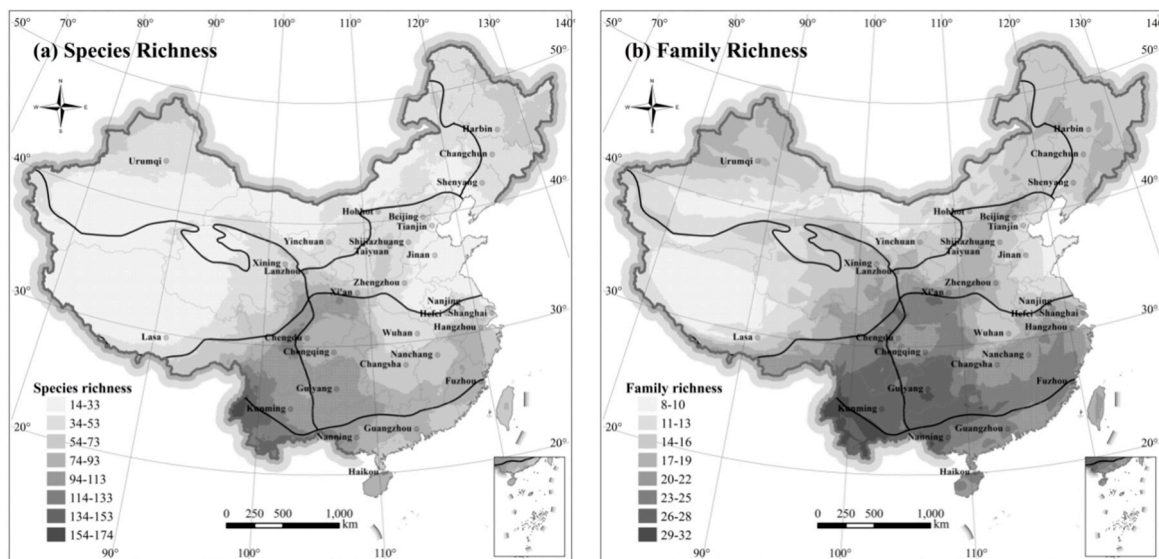 50° 70° 80° 90° 100° 110° 120° 130° 140°
(a) Species Richness
50°
40°
40°
30°
30°
20°
20°
N
W E
S
Harbin
Changchun
Urumqi
Shenyang
Hohhot
Beijing
Tianjin
Yinchuan
Shijiazhuang
Taiyuan
Jinan
Xining
Lanzhou
Zhengzhou
Xi'an
Nanjing
Hefei
Shanghai
Hangzhou
Wuhan
Lasa
Chengdu
Chongqing
Nanchang
Changsha
Guiyang
Fuzhou
Kunming
Guangzhou
Nanning
Haikou
Species richness
14-33
34-53
54-73
74-93
94-113
114-133
134-153
154-174
0 250 500 1,000
km
90° 100° 110°
50° 70° 80° 90° 100° 110° 120° 130° 140°
(b) Family Richness
50°
40°
40°
30°
30°
20°
20°
N
W E
S
Harbin
Changchun
Urumqi
Shenyang
Hohhot
Beijing
Tianjin
Yinchuan
Shijiazhuang
Taiyuan
Jinan
Xining
Lanzhou
Zhengzhou
Xi'an
Nanjing
Hefei
Shanghai
Hangzhou
Wuhan
Lasa
Chengdu
Chongqing
Nanchang
Changsha
Guiyang
Fuzhou
Kunming
Guangzhou
Nanning
Haikou
Family richness
8-10
11-13
14-16
17-19
20-22
23-25
26-28
29-32
0 250 500 1,000
km
90° 100° 110°